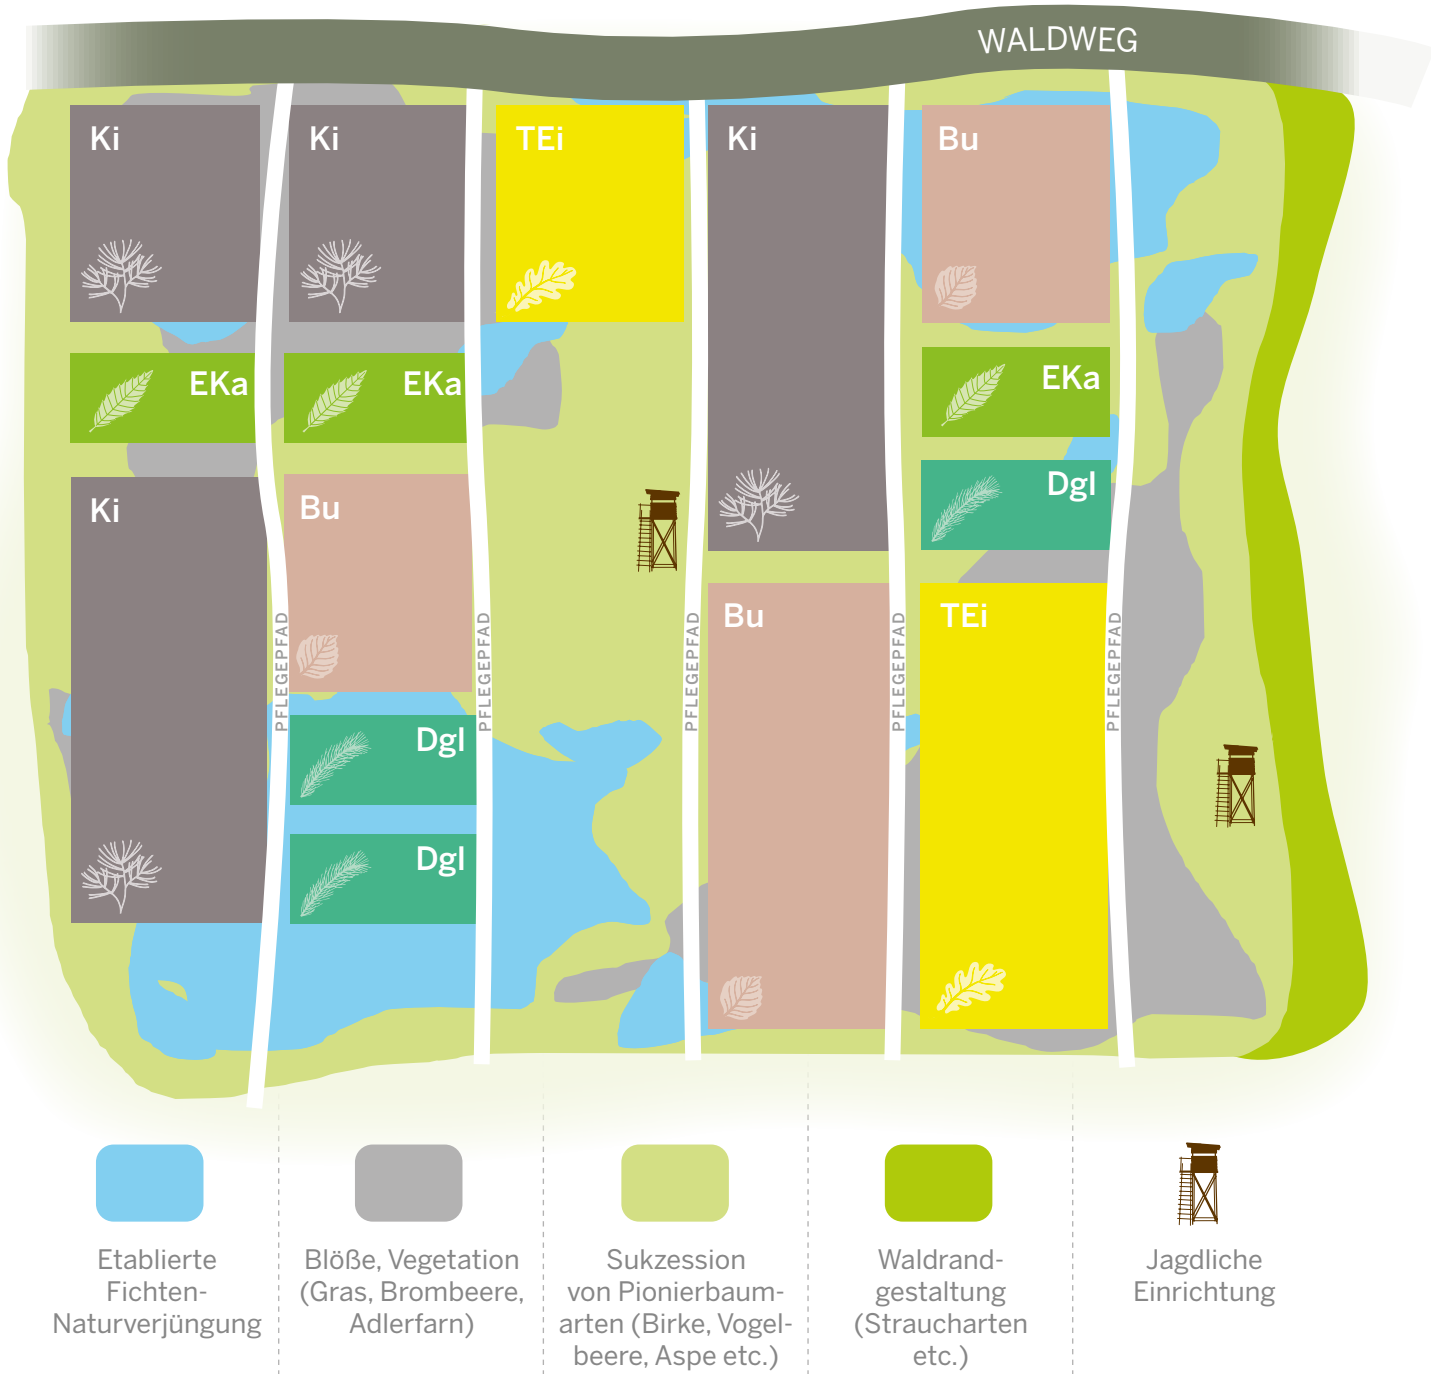 WALDWEG
Ki
Ki
TEi
Ki
Bu
EKa
EKa
EKa
Ki
Bu
Dgl
Bu
TEi
PFLEGEPFAD
PFLEGEPFAD
PFLEGEPFAD
PFLEGEPFAD
PFLEGEPFAD
Dgl
Dgl
Etablierte
Fichten-
Naturverjüngung
Blöße, Vegetation
(Gras, Brombeere,
Adlerfarn)
Sukzession
von Pionierbaum-
arten (Birke, Vogel-
beere, Aspe etc.)
Waldrand-
gestaltung
(Straucharten
etc.)
Jagdliche
Einrichtung